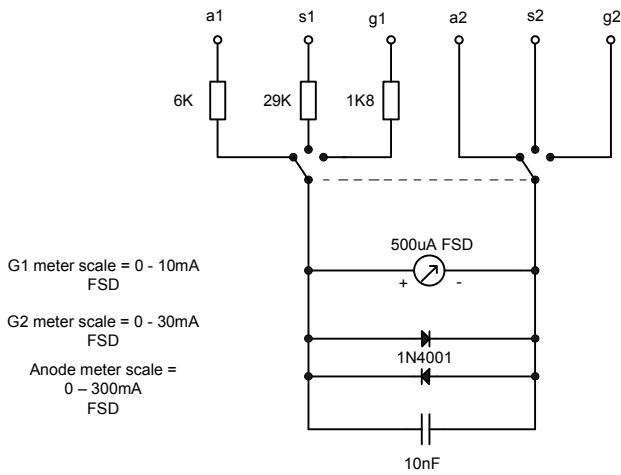 a1 s1 g1 a2 s2 g2
6K 29K 1K8
500uA FSD
+ -
G1 meter scale = 0 - 10mA
FSD
G2 meter scale = 0 - 30mA
FSD
1N4001
Anode meter scale =
0 – 300mA
FSD
10nF